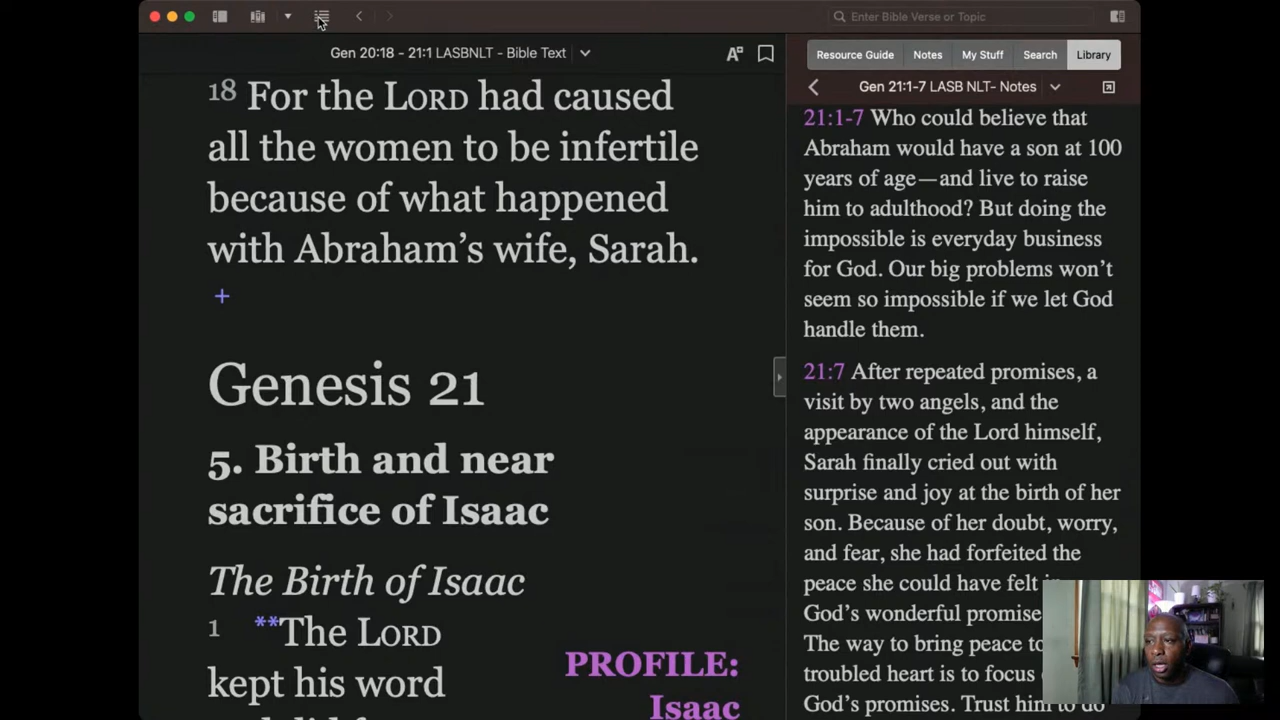 Enter Bible Verse or Topic
Gen 20:18 - 21:1 LASBNLT - Bible Text
18 For the LORD had caused
all the women to be infertile
because of what happened
with Abraham's wife, Sarah.
+
Genesis 21
5. Birth and near
sacrifice of Isaac
The Birth of Isaac
1 **The LORD
kept his word
PROFILE:
Isaac
Resource Guide
Notes
My Stuff
Search
Library
Gen 21:1-7 LASB NLT- Notes
21:1-7 Who could believe that
Abraham would have a son at 100
years of age—and live to raise
him to adulthood? But doing the
impossible is everyday business
for God. Our big problems won't
seem so impossible if we let God
handle them.
21:7 After repeated promises, a
visit by two angels, and the
appearance of the Lord himself,
Sarah finally cried out with
surprise and joy at the birth of her
son. Because of her doubt, worry,
and fear, she had forfeited the
peace she could have felt
God's wonderful promise
The way to bring peace to
troubled heart is to focus
God's promises. Trust him to do